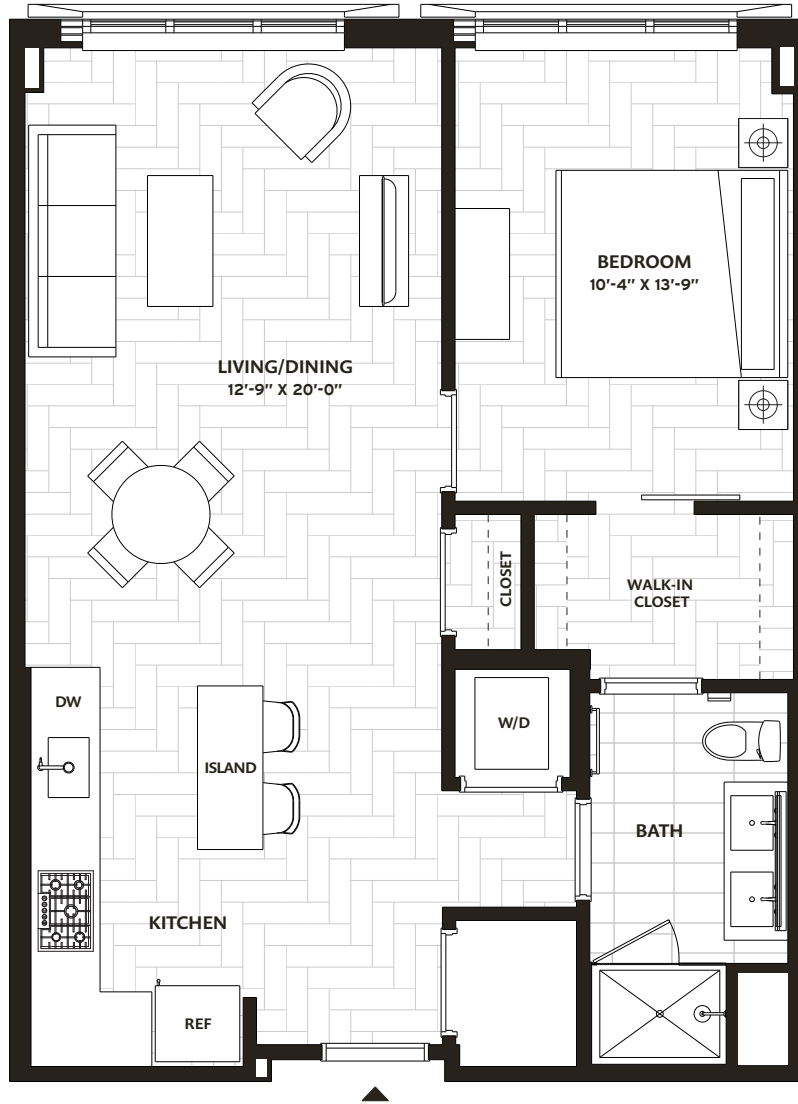 BEDROOM
10'-4" X 13'-9"
LIVING/DINING
12'-9" X 20'-0"
CLOSET
WALK-IN
CLOSET
DW
W/D
ISLAND
BATH
KITCHEN
REF